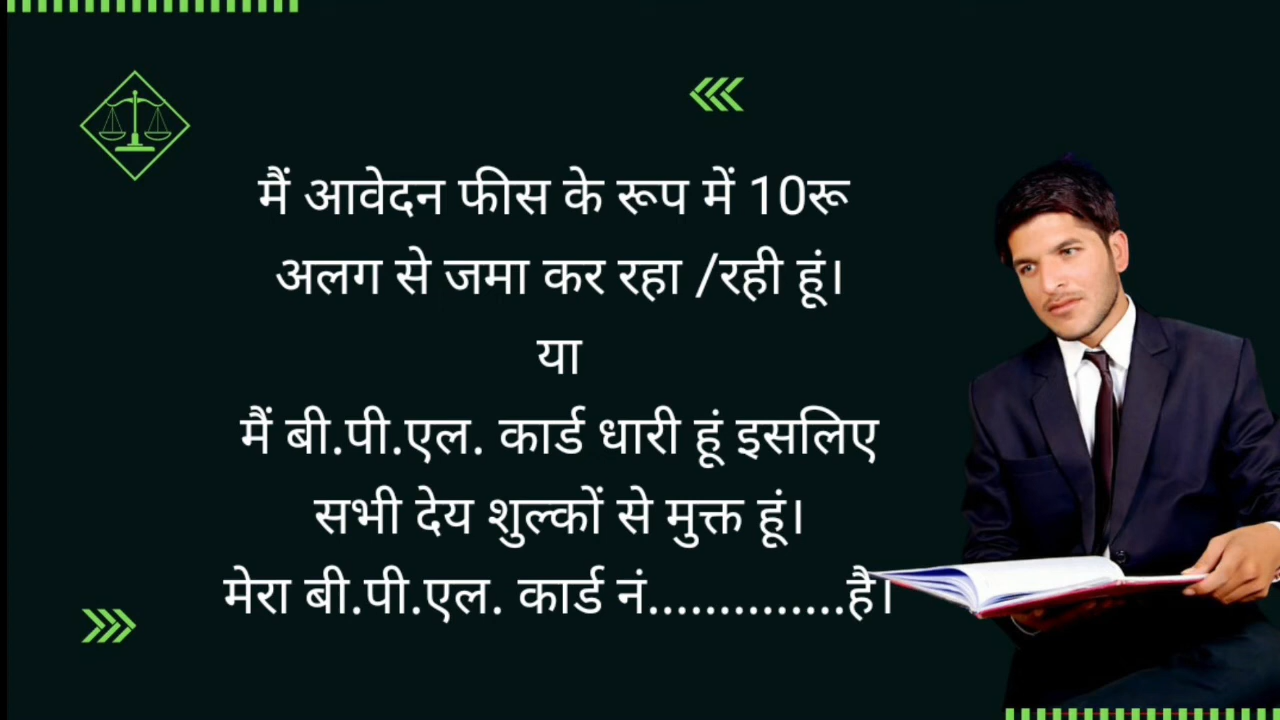 मैं आवेदन फीस के रूप में 10रू
अलग से जमा कर रहा /रही हूं।
या
मैं बी.पी.एल. कार्ड धारी हूं इसलिए
सभी देय शुल्कों से मुक्त हूं।
मेरा बी.पी.एल. कार्ड नं..............है।